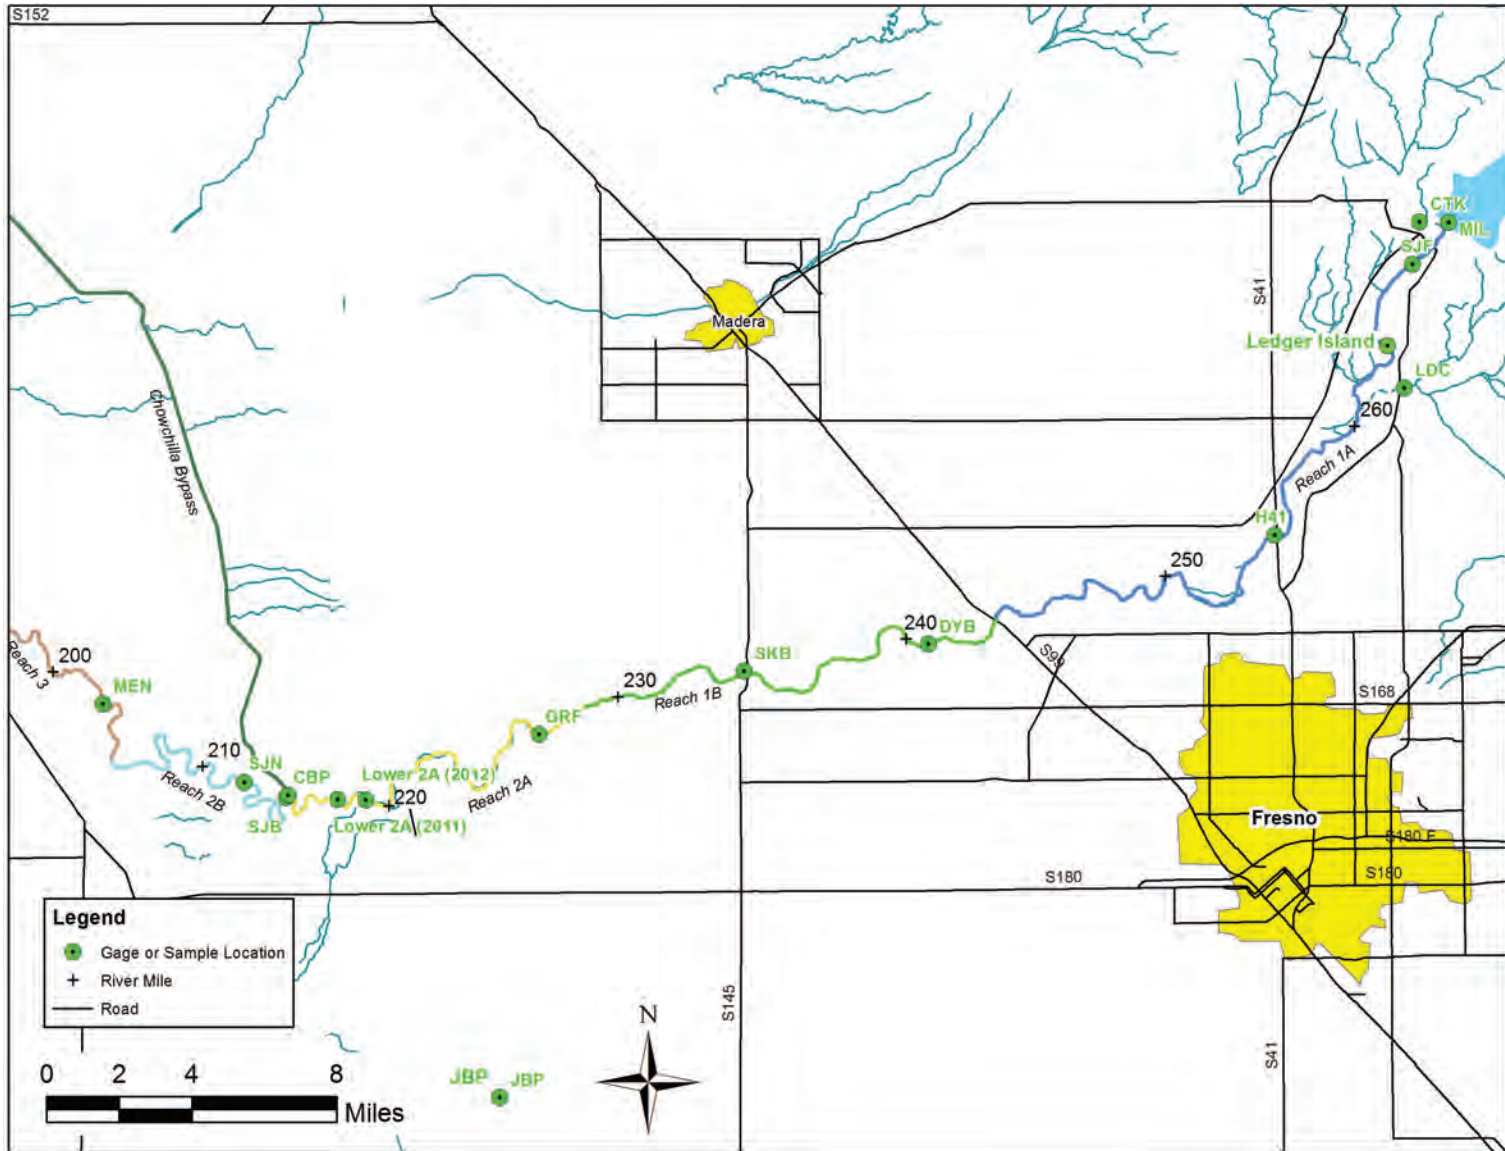 S152
CTK
MIL
SJF
S41
Madera
Ledger Island
LDC
Chowchilla Bypass
260
Reach 1A
H41
250
240
DYB
S99
200
Reach 3
SKB
MEN
230
Reach 1B
S168
GRF
210
SJN
CBP
Lower 2A (2012)
Reach 2A
Reach 2B
220
SJB
Lower 2A (2011)
Fresno
S180 E
S180
S180
Legend
Gage or Sample Location
River Mile
Road
S145
N
S41
0 2 4 8
Miles
JBP JBP